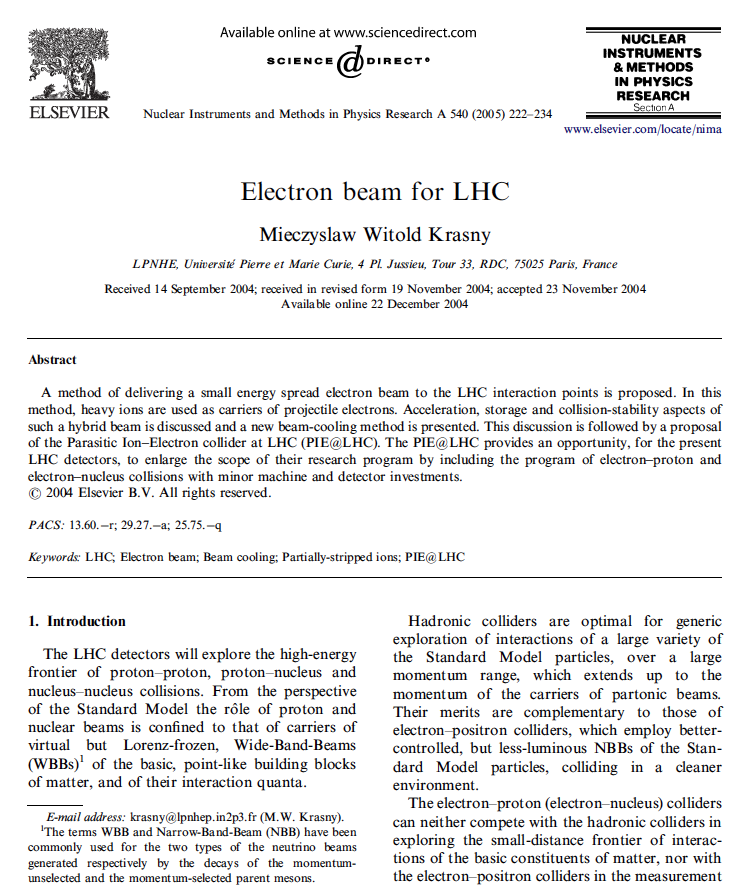 Available online at www.sciencedirect.com
SCIENCE @ DIRECT®
ELSEVIER
NUCLEAR
INSTRUMENTS
& METHODS
IN PHYSICS
RESEARCH
Section A
Nuclear Instruments and Methods in Physics Research A 540 (2005) 222–234
www.elsevier.com/locate/nima
Electron beam for LHC
Mieczyslaw Witold Krasny
LPNHE, Université Pierre et Marie Curie, 4 Pl. Jussieu, Tour 33, RDC, 75025 Paris, France
Received 14 September 2004; received in revised form 19 November 2004; accepted 23 November 2004
Available online 22 December 2004
Abstract
A method of delivering a small energy spread electron beam to the LHC interaction points is proposed. In this
method, heavy ions are used as carriers of projectile electrons. Acceleration, storage and collision-stability aspects of
such a hybrid beam is discussed and a new beam-cooling method is presented. This discussion is followed by a proposal
of the Parasitic Ion–Electron collider at LHC (PIE@LHC). The PIE@LHC provides an opportunity, for the present
LHC detectors, to enlarge the scope of their research program by including the program of electron–proton and
electron–nucleus collisions with minor machine and detector investments.
© 2004 Elsevier B.V. All rights reserved.
PACS: 13.60.−r; 29.27.−a; 25.75.−q
Keywords: LHC; Electron beam; Beam cooling; Partially-stripped ions; PIE@LHC
1. Introduction
The LHC detectors will explore the high-energy
frontier of proton–proton, proton–nucleus and
nucleus–nucleus collisions. From the perspective
of the Standard Model the rôle of proton and
nuclear beams is confined to that of carriers of
virtual but Lorenz-frozen, Wide-Band-Beams
(WBBs)¹ of the basic, point-like building blocks
of matter, and of their interaction quanta.
E-mail address: krasny@lpnhep.in2p3.fr (M.W. Krasny).
¹The terms WBB and Narrow-Band-Beam (NBB) have been
commonly used for the two types of the neutrino beams
generated respectively by the decays of the momentum-
unselected and the momentum-selected parent mesons.
Hadronic colliders are optimal for generic
exploration of interactions of a large variety of
the Standard Model particles, over a large
momentum range, which extends up to the
momentum of the carriers of partonic beams.
Their merits are complementary to those of
electron–positron colliders, which employ better-
controlled, but less-luminous NBBs of the Stan-
dard Model particles, colliding in a cleaner
environment.
The electron–proton (electron–nucleus) colliders
can neither compete with the hadronic colliders in
exploring the small-distance frontier of interac-
tions of the basic constituents of matter, nor with
the electron–positron colliders in the measurement